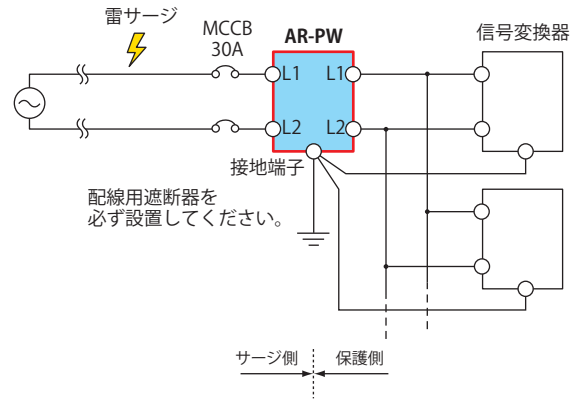 雷サージ
MCCB
30A
AR-PW
信号変換器
L1 L1
L2 L2
接地端子
配線用遮断器を
必ず設置してください。
サージ側 保護側